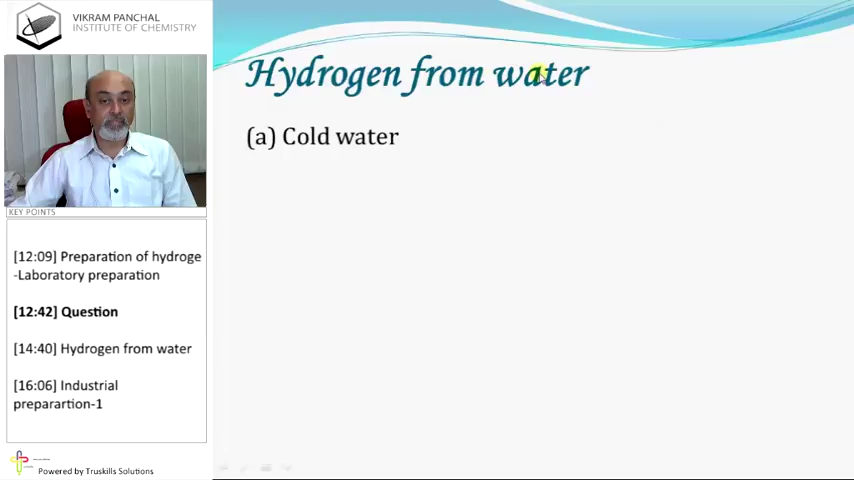 VIKRAM PANCHAL
INSTITUTE OF CHEMISTRY
Hydrogen from water
(a) Cold water
KEY POINTS
[12:09] Preparation of hydroge
-Laboratory preparation
[12:42] Question
[14:40] Hydrogen from water
[16:06] Industrial
preparartion-1
Powered by Truskills Solutions